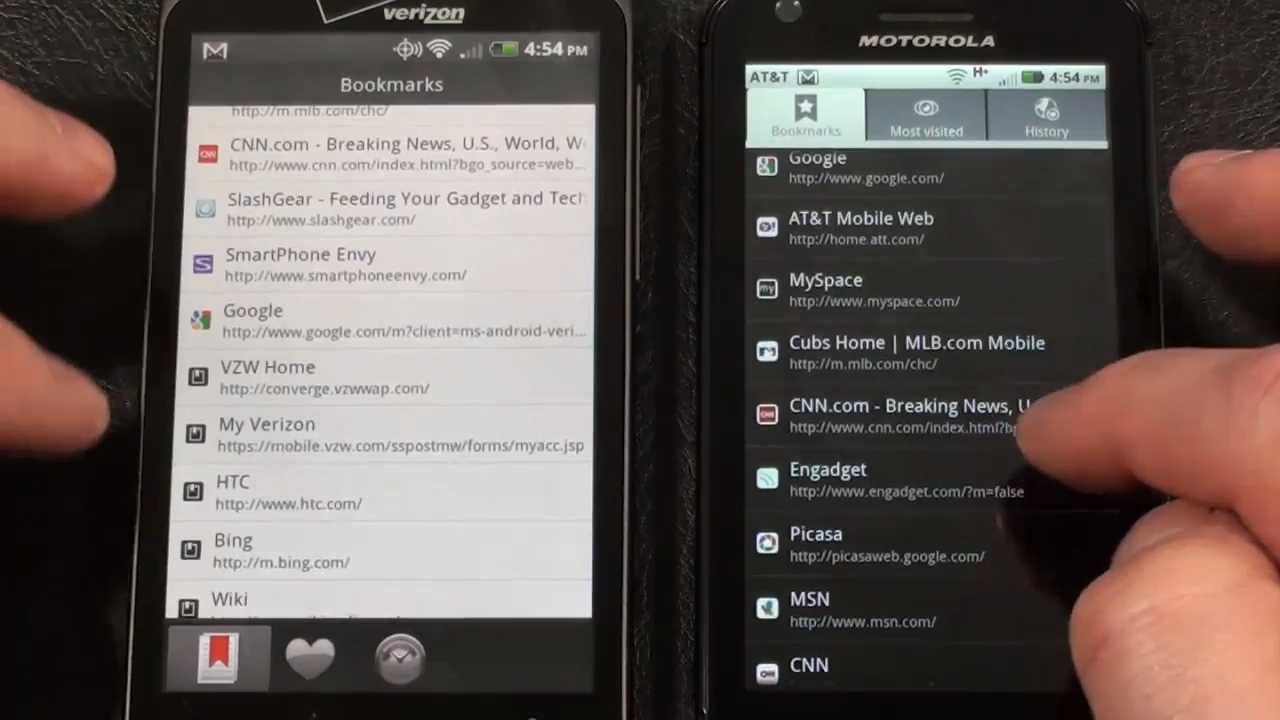 verizon
4:54 PM
Bookmarks
http://m.mlb.com/chc/
CNN.com - Breaking News, U.S., World, W
http://www.cnn.com/index.html?bgo_source=web...
SlashGear - Feeding Your Gadget and Tech
http://www.slashgear.com/
SmartPhone Envy
http://www.smartphoneenvy.com/
Google
http://www.google.com/m?client=ms-android-veri...
VZW Home
http://converge.vzwwap.com/
My Verizon
https://mobile.vzw.com/sspostmw/forms/myacc.jsp
HTC
http://www.htc.com/
Bing
http://m.bing.com/
Wiki
MOTOROLA
AT&T H+ 4:54 PM
Bookmarks Most visited History
Google
http://www.google.com/
AT&T Mobile Web
http://home.att.com/
MySpace
http://www.myspace.com/
Cubs Home | MLB.com Mobile
http://m.mlb.com/chc/
CNN.com - Breaking News, U
http://www.cnn.com/index.html?bg
Engadget
http://www.engadget.com/?m=false
Picasa
http://picasaweb.google.com/
MSN
http://www.msn.com/
CNN